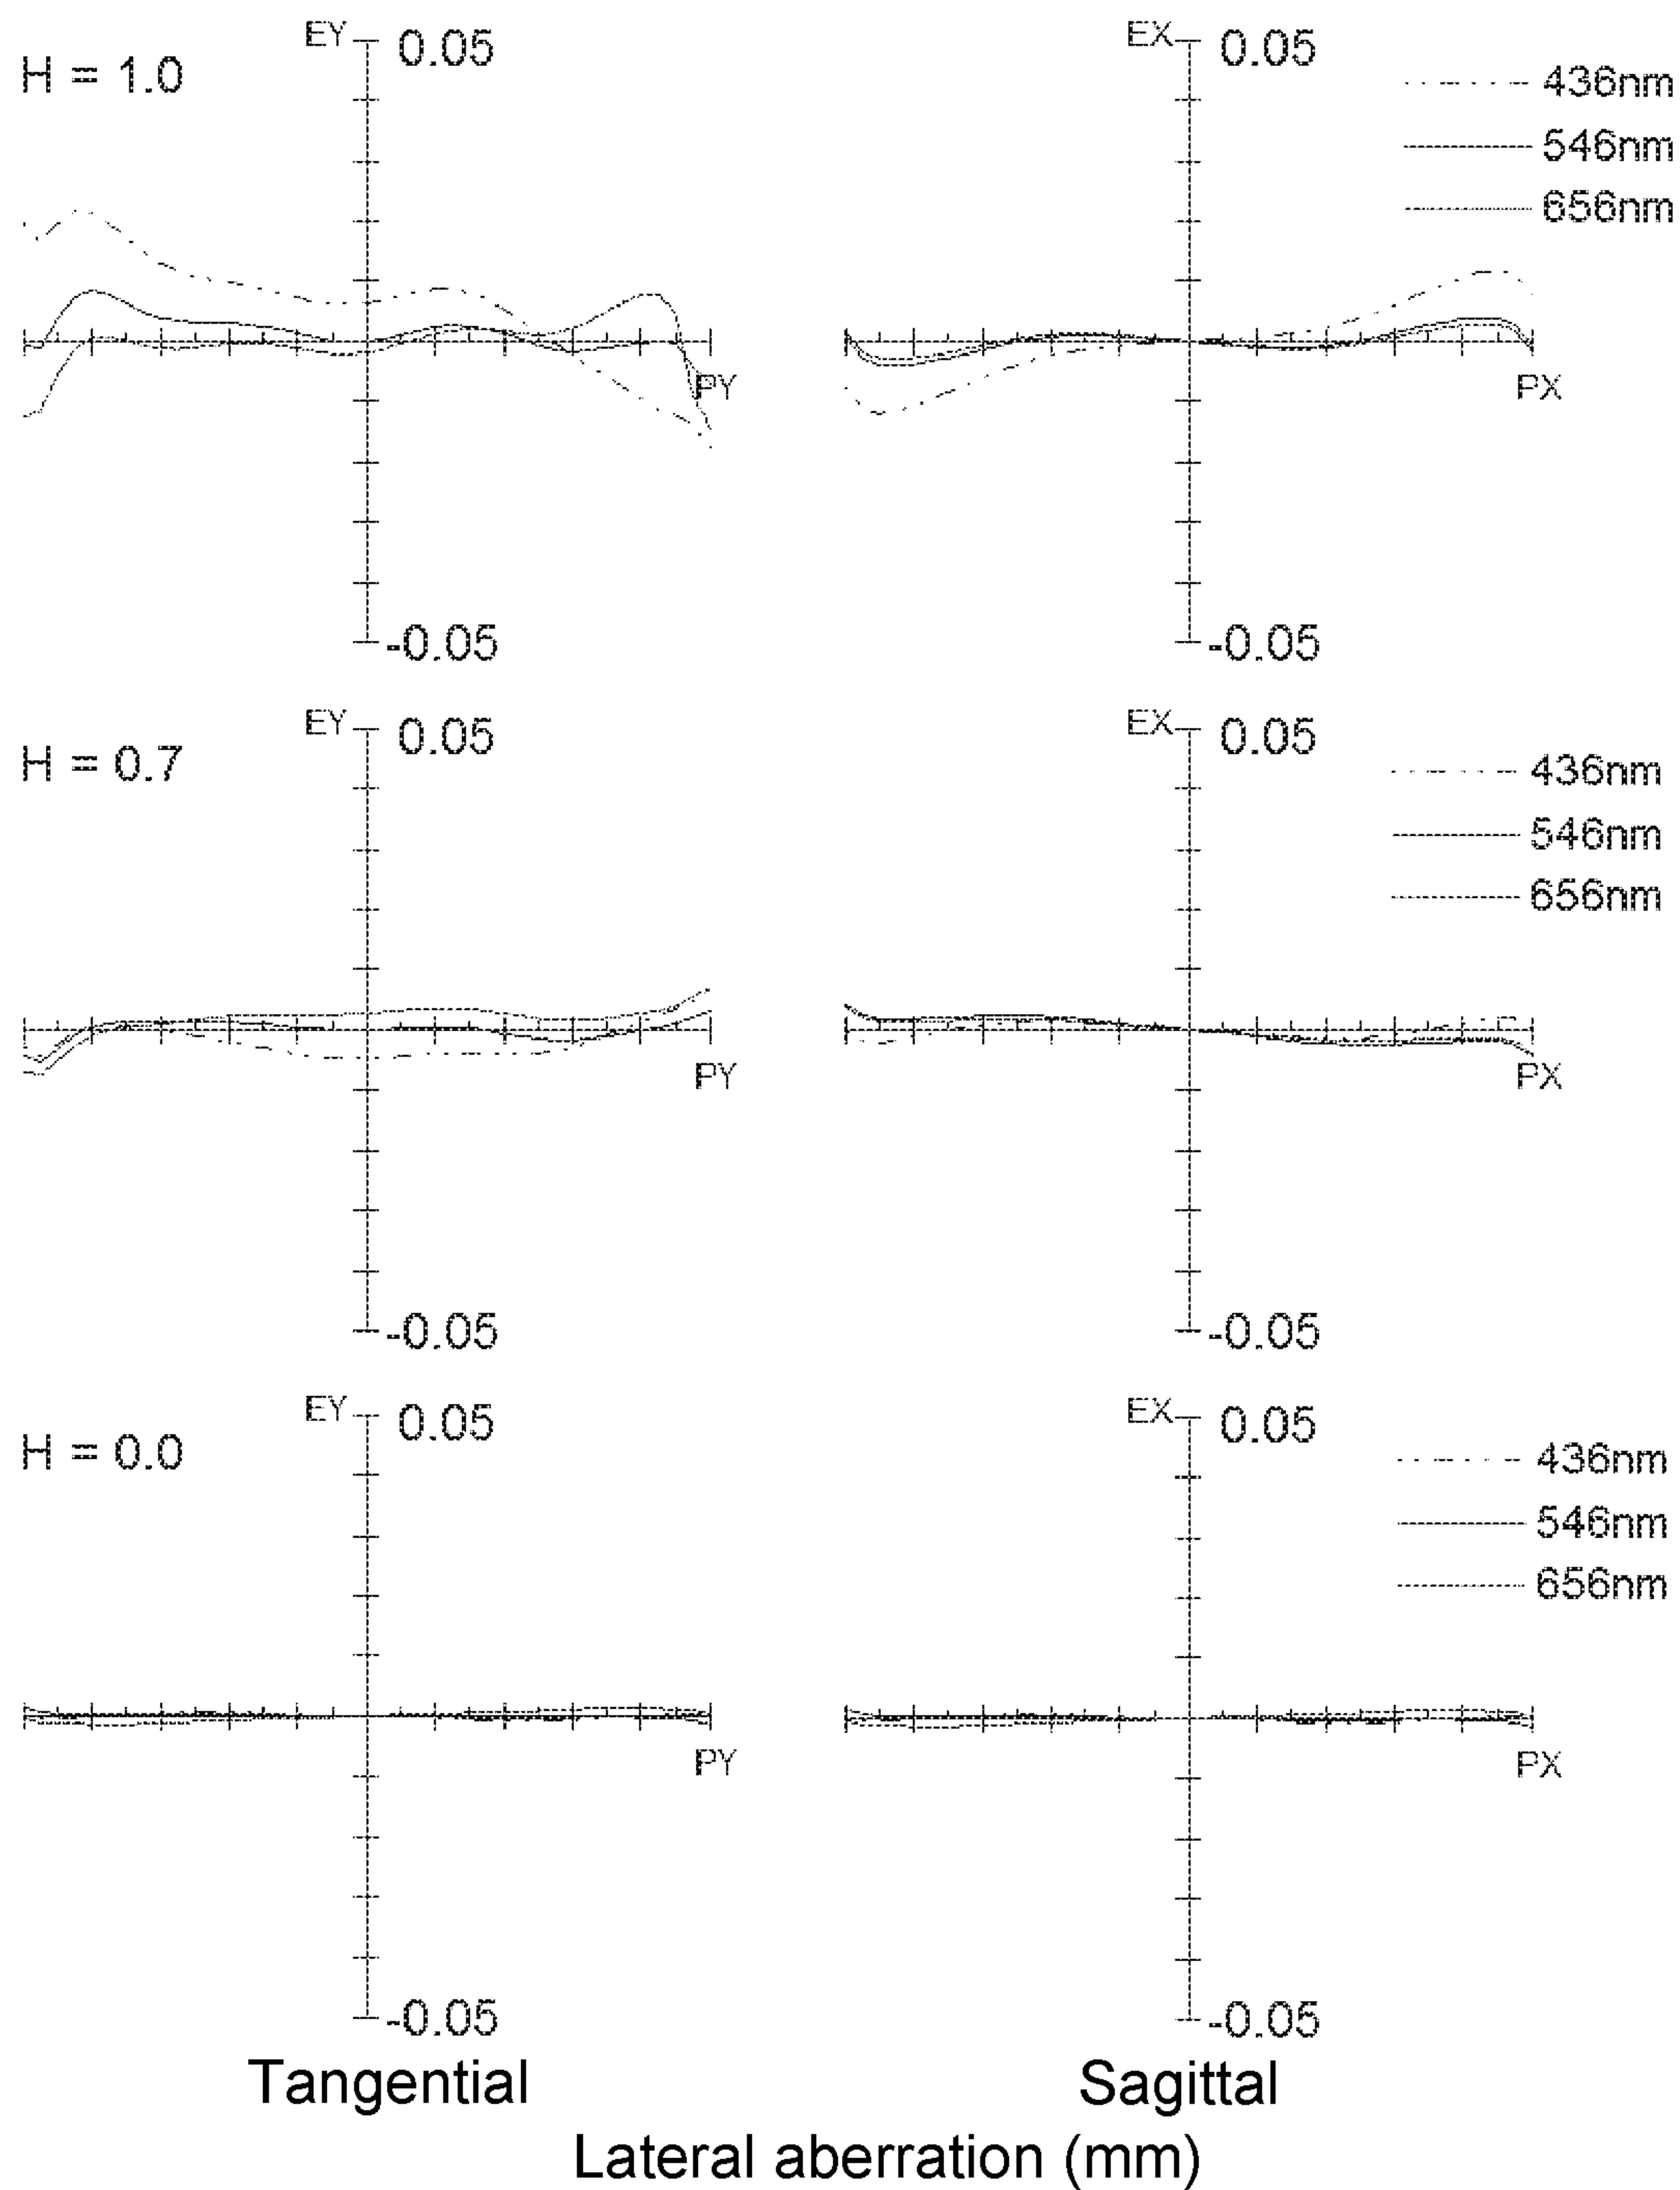 H = 1.0
EY 0.05
EX 0.05
436nm
546nm
656nm
PY
PX
-0.05
-0.05
H = 0.7
EY 0.05
EX 0.05
436nm
546nm
656nm
PY
PX
-0.05
-0.05
H = 0.0
EY 0.05
EX 0.05
436nm
546nm
656nm
PY
PX
-0.05
-0.05
Tangential
Sagittal
Lateral aberration (mm)